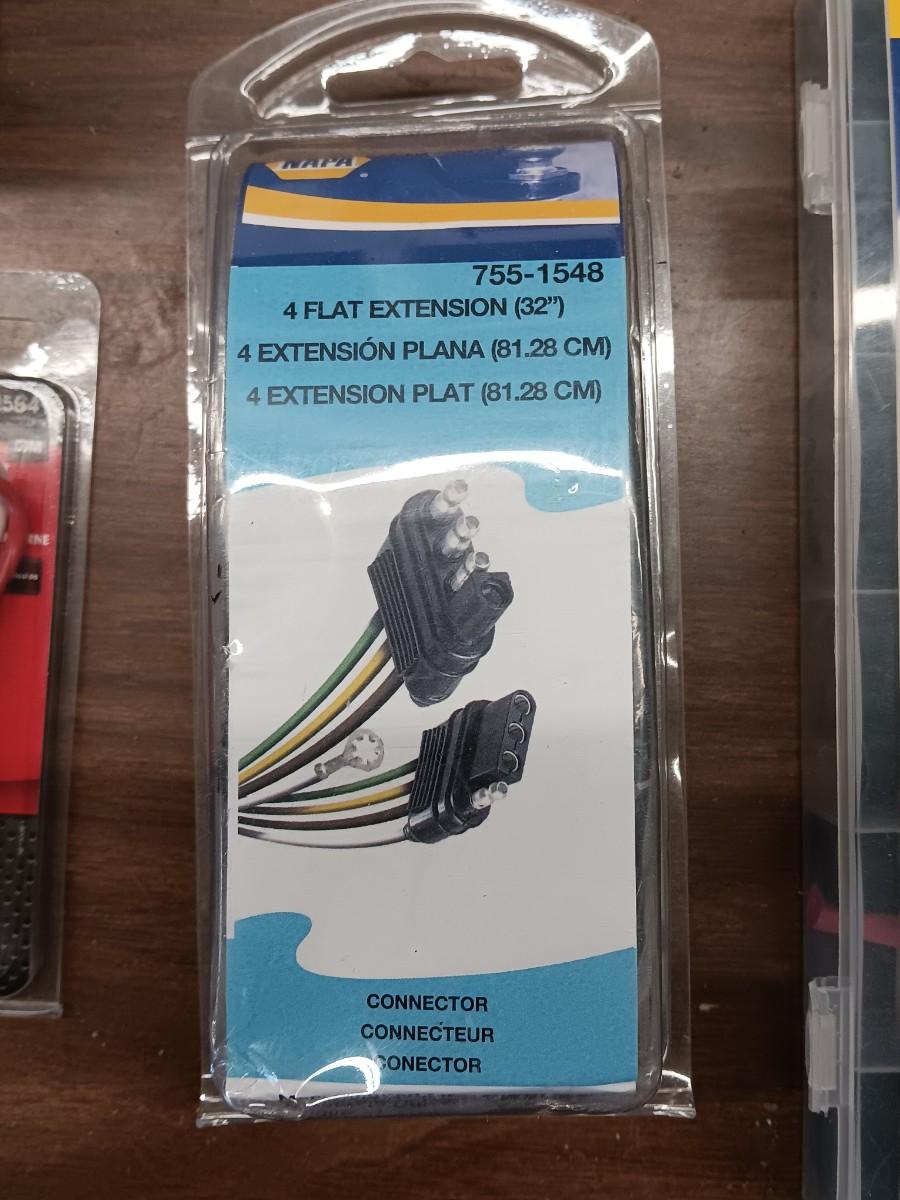 NAPA
755-1548
4 FLAT EXTENSION (32”)
4 EXTENSIÓN PLANA (81.28 CM)
4 EXTENSION PLAT (81.28 CM)
CONNECTOR
CONNECTEUR
CONECTOR